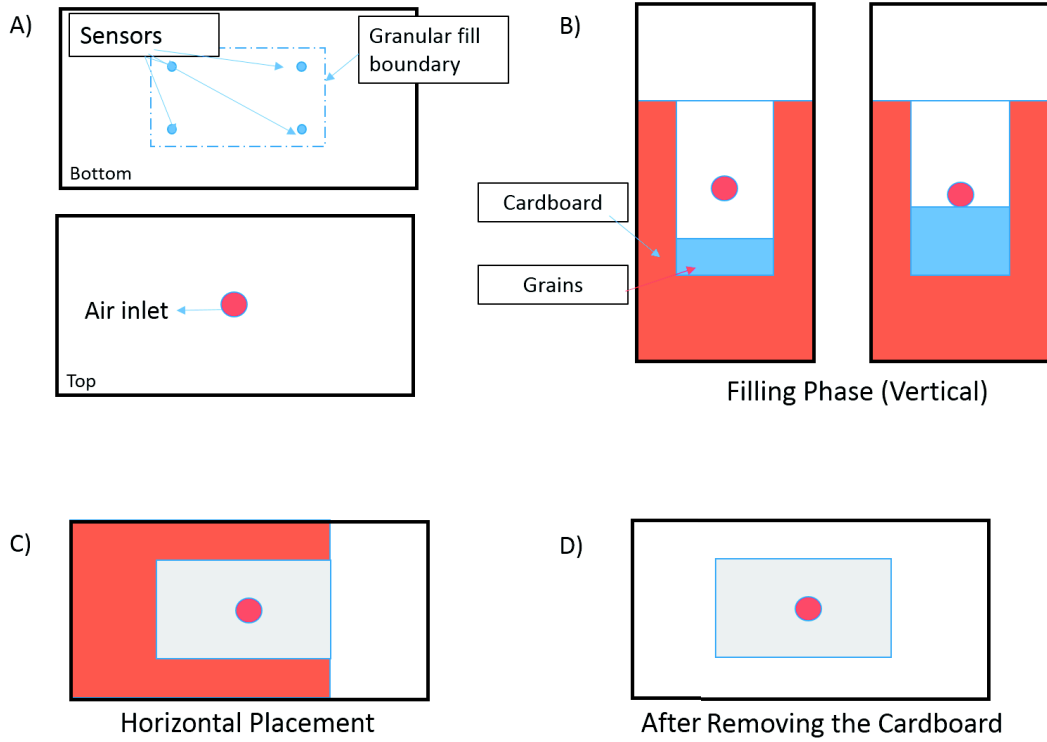 A)
Sensors
Granular fill
boundary
Bottom
Air inlet
Top
B)
Cardboard
Grains
Filling Phase (Vertical)
C)
Horizontal Placement
D)
After Removing the Cardboard